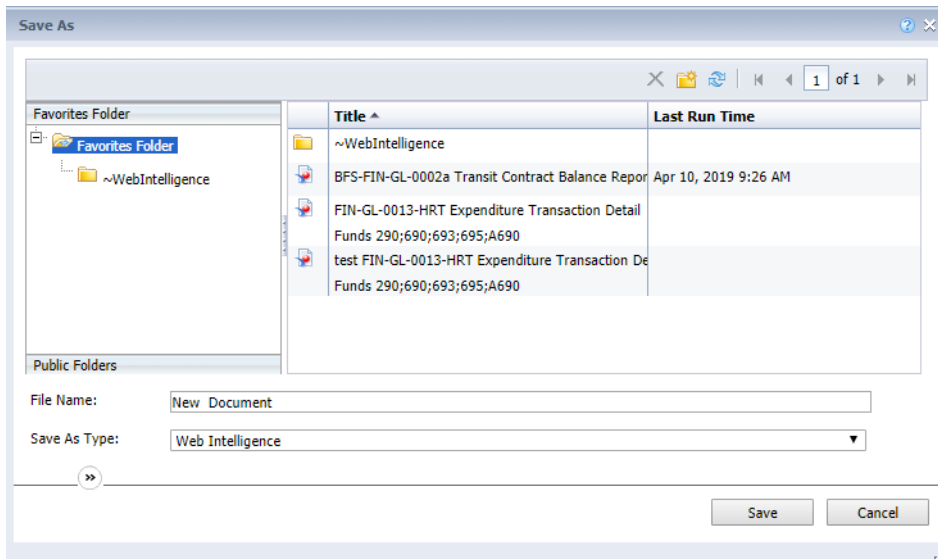 Save As
1 of 1
Favorites Folder
Title Last Run Time
Favorites Folder
~WebIntelligence
~WebIntelligence
BFS-FIN-GL-0002a Transit Contract Balance Repor Apr 10, 2019 9:26 AM
FIN-GL-0013-HRT Expenditure Transaction Detail
Funds 290;690;693;695;A690
test FIN-GL-0013-HRT Expenditure Transaction De
Funds 290;690;693;695;A690
Public Folders
File Name: New Document
Save As Type: Web Intelligence
Save Cancel